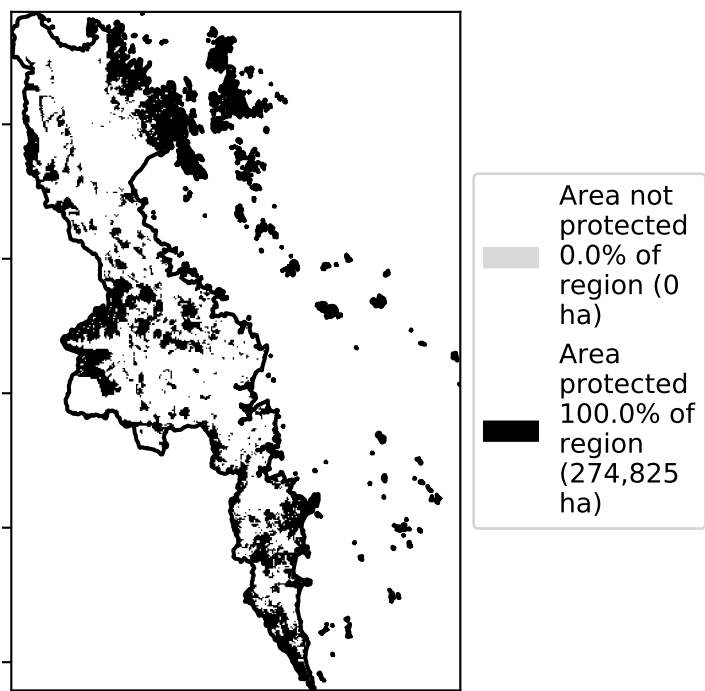 Area not
protected
0.0% of
region (0
ha)
Area
protected
100.0% of
region
(274,825
ha)